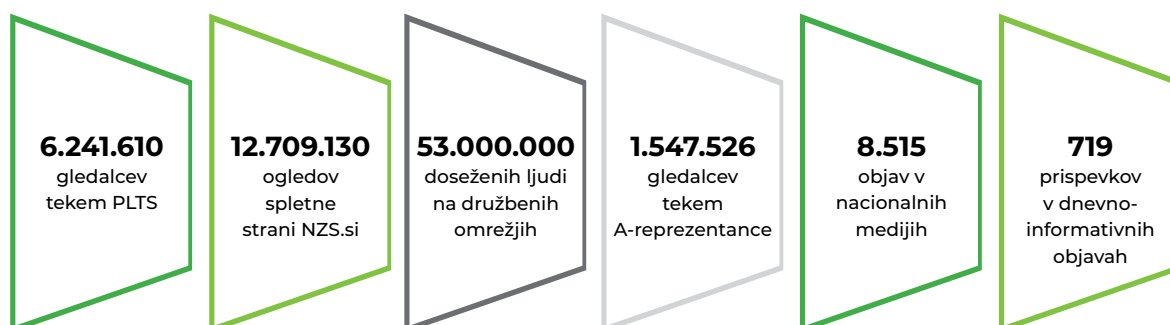 6.241.610
gledalcev
tekem PLTS
12.709.130
ogledov
spletne
strani NZS.si
53.000.000
doseženih ljudi
na družbenih
omrežjih
1.547.526
gledalcev
tekem
A-reprezentance
8.515
objav v
nacionalnih
medijih
719
prispevkov
v dnevno-
informativnih
objavah